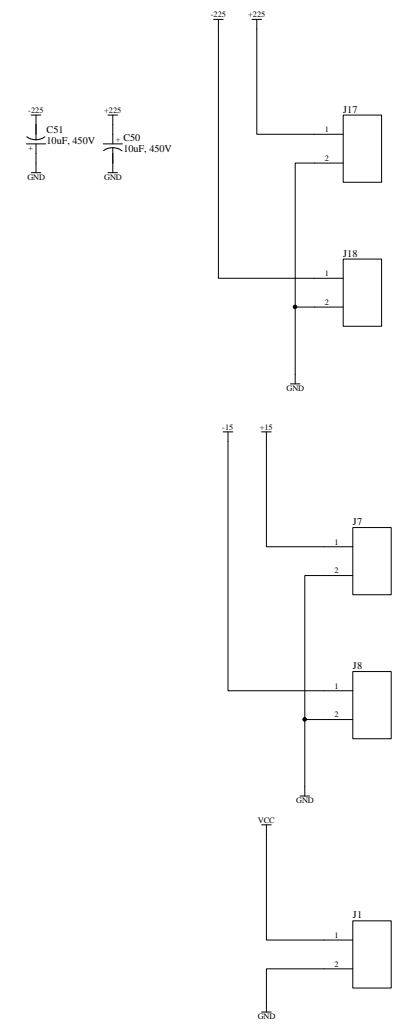 -225 +225
J17
1
2
-225 +225
C51
10uF, 450V
+
GND
+ C50
10uF, 450V
GND
J18
1
2
GND
-15 +15
J7
1
2
J8
1
2
GND
VCC
J1
1
2
GND